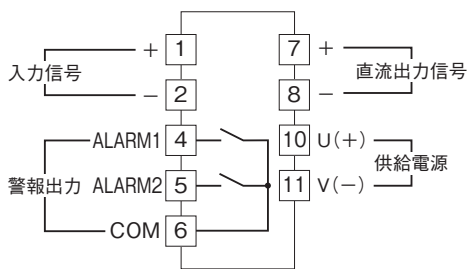 入力信号
+ 1
− 2
7 +
8 −
直流出力信号
警報出力
ALARM1 4
ALARM2 5
COM 6
10 U(+)
11 V(−)
供給電源